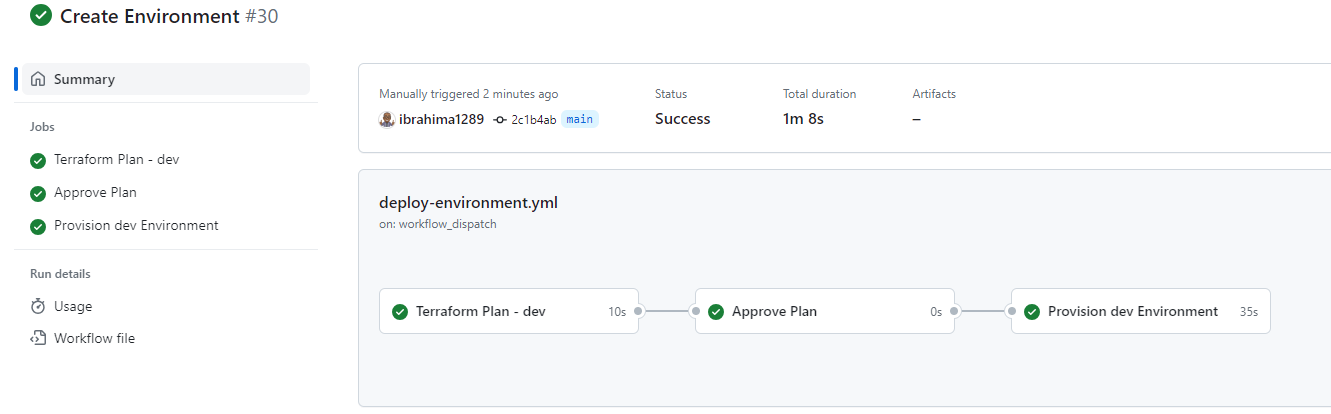 Create Environment #30
Summary
Jobs
Terraform Plan - dev
Approve Plan
Provision dev Environment
Run details
Usage
Workflow file
Manually triggered 2 minutes ago
ibrahima1289 2c1b4ab main
Status
Success
Total duration
1m 8s
Artifacts
–
deploy-environment.yml
on: workflow_dispatch
Terraform Plan - dev 10s
Approve Plan 0s
Provision dev Environment 35s